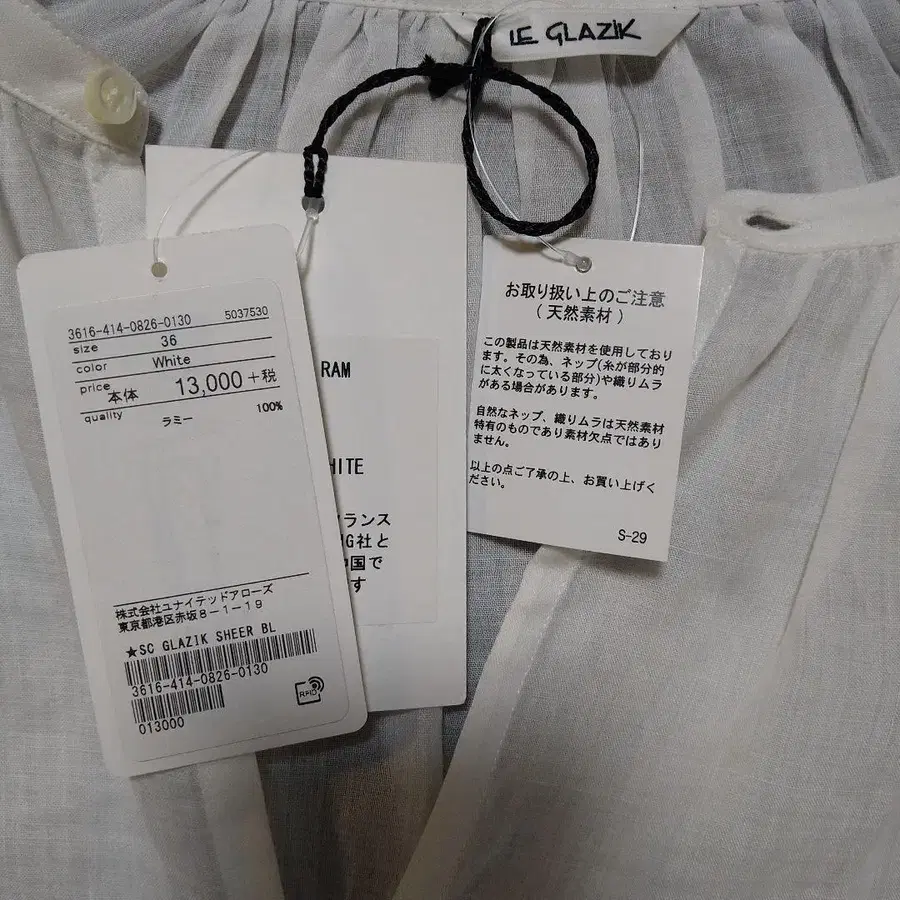 LE GLAZIK
3616-414-0826-0130 5037530
size 36
color White
price 本体 13,000 +税
quality ラミー 100%
株式会社ユナイテッドアローズ
東京都港区赤坂8-1-19
★SC GLAZIK SHEER BL
3616-414-0826-0130
013000
RFID
RAM
HITE
フランス
G社と
中国で
す
お取り扱い上のご注意
(天然素材)
この製品は天然素材を使用しており
ます。その為、ネップ(糸が部分的
に太くなっている部分)や織りムラ
がある場合があります。
自然なネップ、織りムラは天然素材
特有のものであり素材欠点ではあり
ません。
以上の点ご了承の上、お買い上げく
ださい。
S-29